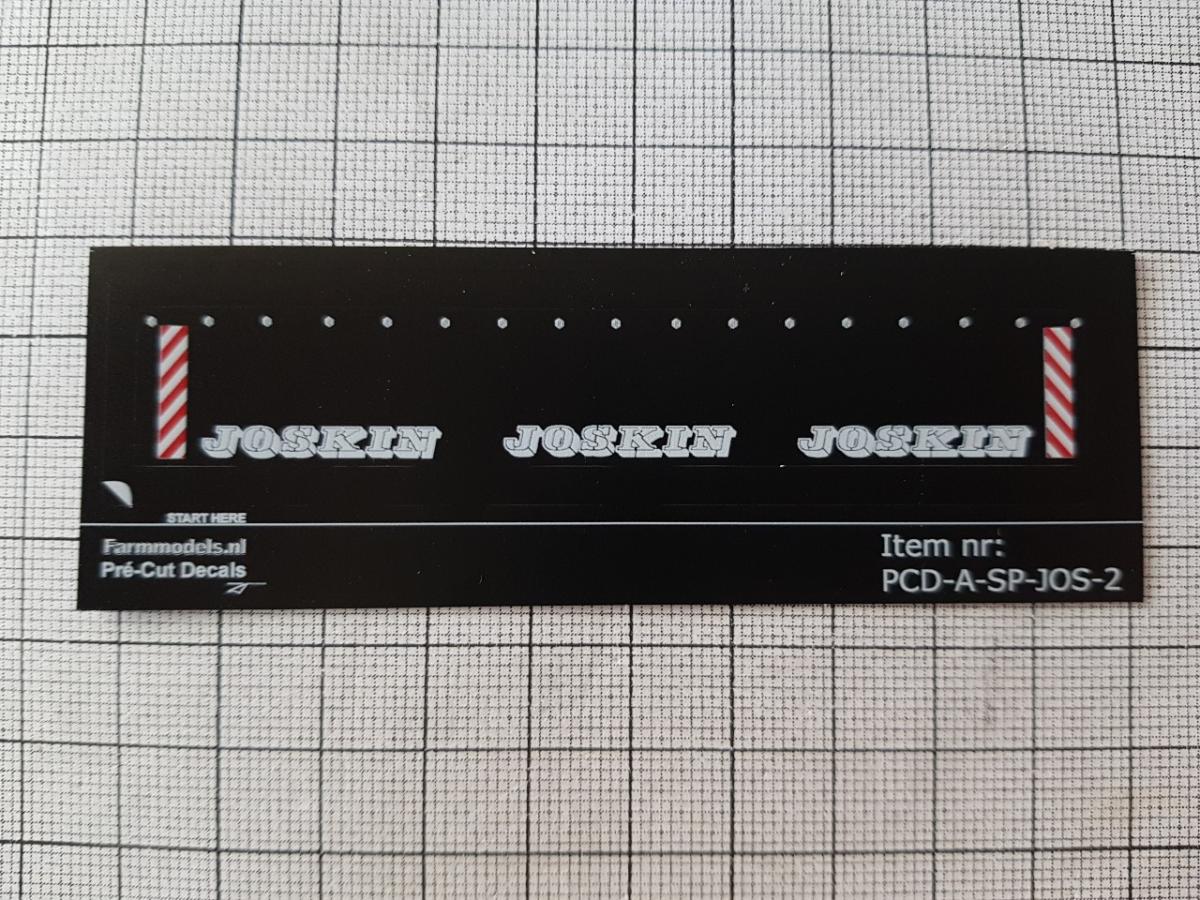 JOSKIN JOSKIN JOSKIN
START HERE
Farmmodels.nl
Pré-Cut Decals
Item nr:
PCD-A-SP-JOS-2